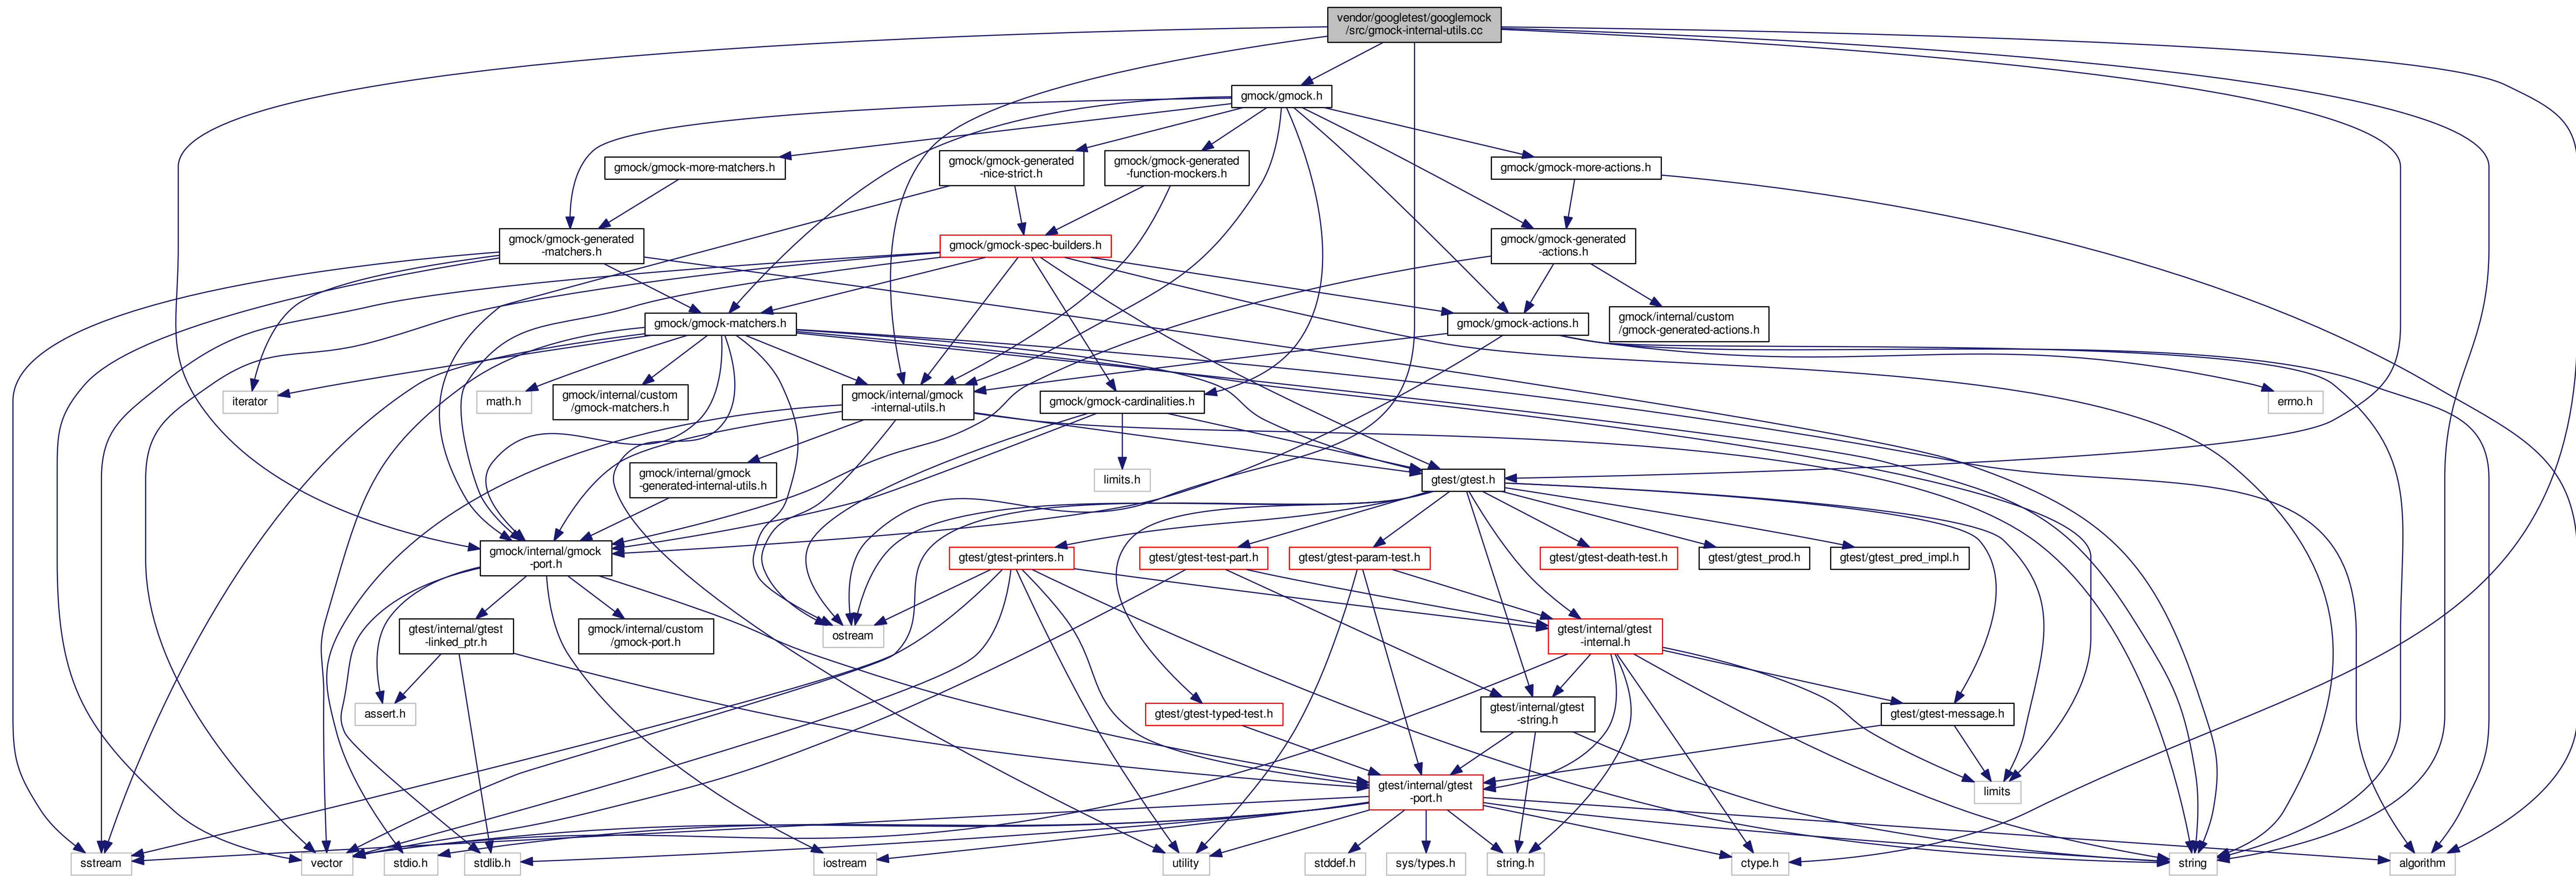 vendor/googletest/googlemock
/src/gmock-internal-utils.cc
gmock/gmock.h
gmock/gmock-more-matchers.h
gmock/gmock-generated
-nice-strict.h
gmock/gmock-generated
-function-mockers.h
gmock/gmock-more-actions.h
gmock/gmock-generated
-matchers.h
gmock/gmock-spec-builders.h
gmock/gmock-generated
-actions.h
gmock/gmock-matchers.h
gmock/gmock-actions.h
gmock/internal/custom
/gmock-generated-actions.h
iterator
math.h
gmock/internal/custom
/gmock-matchers.h
gmock/internal/gmock
-internal-utils.h
gmock/gmock-cardinalities.h
errno.h
gmock/internal/gmock
-generated-internal-utils.h
limits.h
gtest/gtest.h
gmock/internal/gmock
-port.h
gtest/gtest-printers.h
gtest/gtest-test-part.h
gtest/gtest-param-test.h
gtest/gtest-death-test.h
gtest/gtest_prod.h
gtest/gtest_pred_impl.h
gtest/internal/gtest
-linked_ptr.h
gmock/internal/custom
/gmock-port.h
ostream
gtest/internal/gtest
-internal.h
assert.h
gtest/gtest-typed-test.h
gtest/internal/gtest
-string.h
gtest/gtest-message.h
gtest/internal/gtest
-port.h
limits
sstream
vector
stdio.h
stdlib.h
iostream
utility
stddef.h
sys/types.h
string.h
ctype.h
string
algorithm